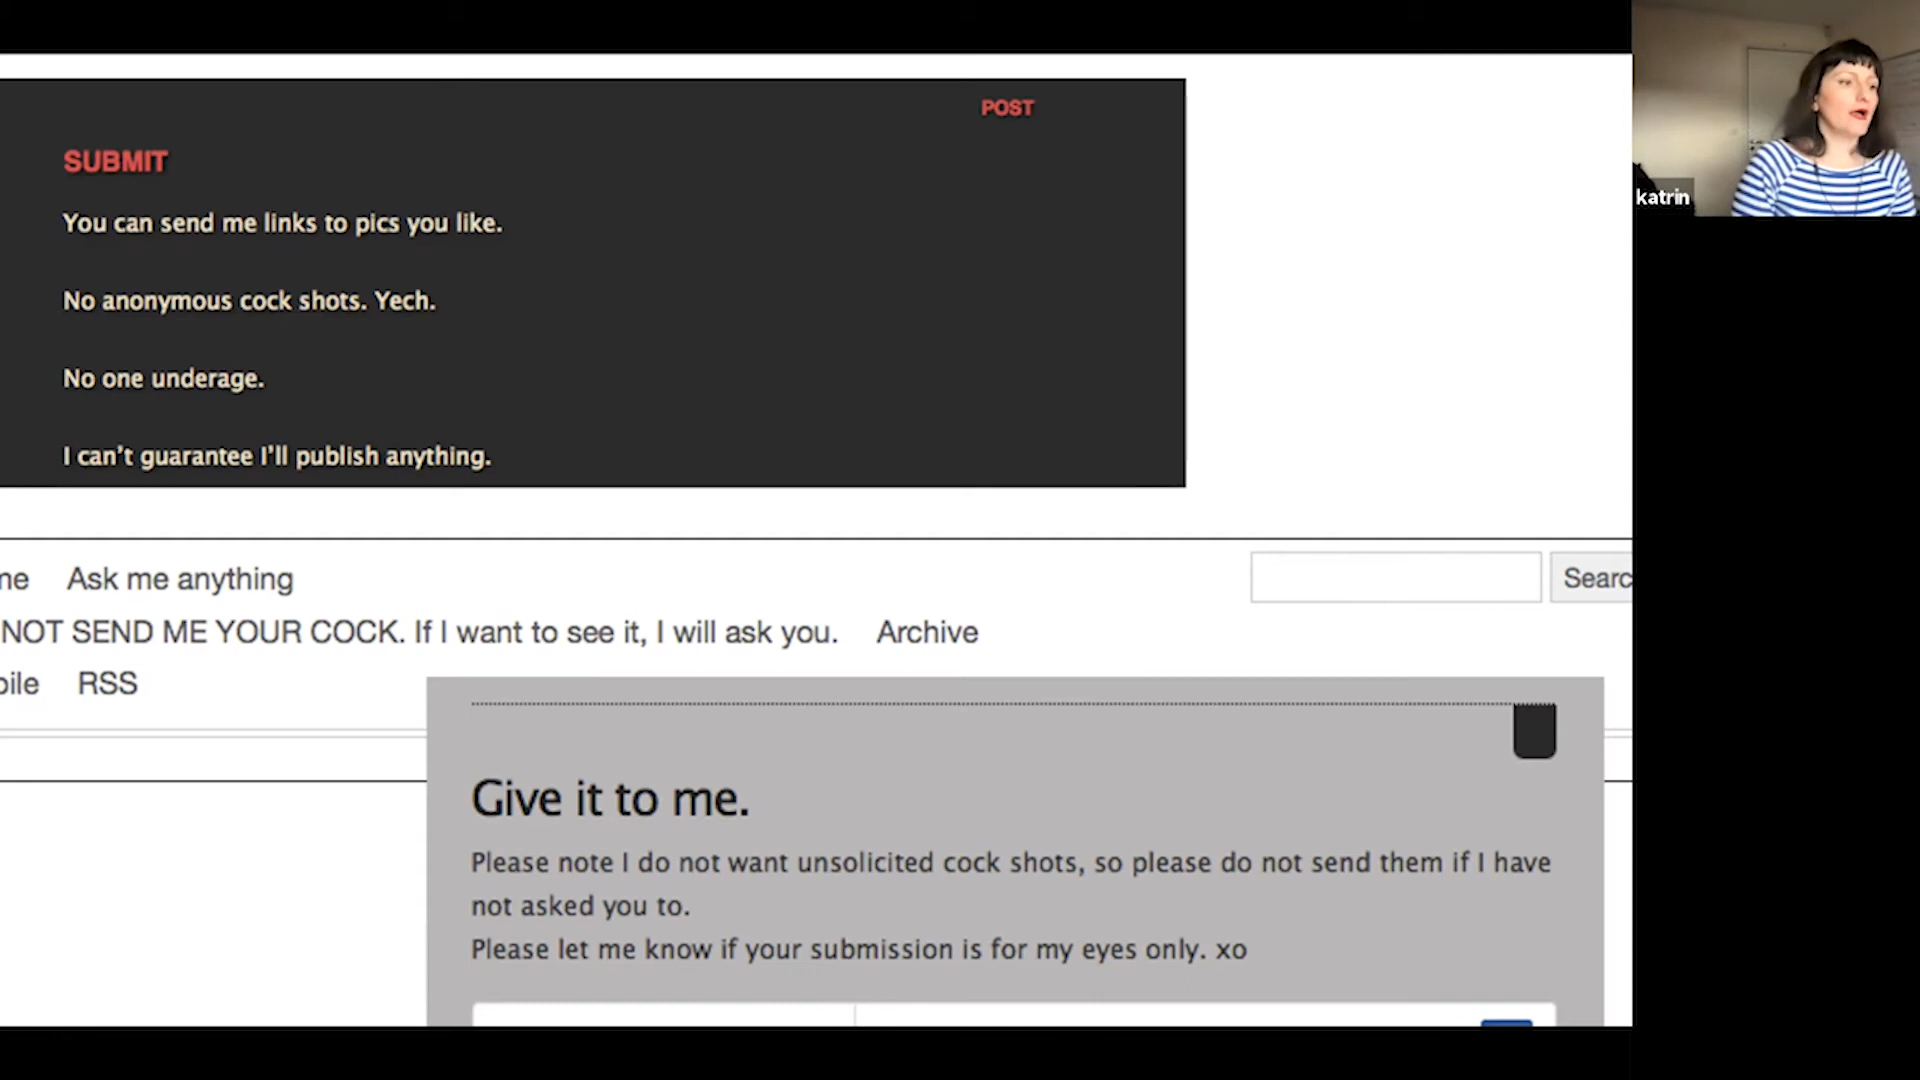 POST
SUBMIT
You can send me links to pics you like.
No anonymous cock shots. Yech.
No one underage.
I can't guarantee I'll publish anything.
katrin
me Ask me anything
Searc
NOT SEND ME YOUR COCK. If I want to see it, I will ask you. Archive
bile RSS
Give it to me.
Please note I do not want unsolicited cock shots, so please do not send them if I have
not asked you to.
Please let me know if your submission is for my eyes only. xo